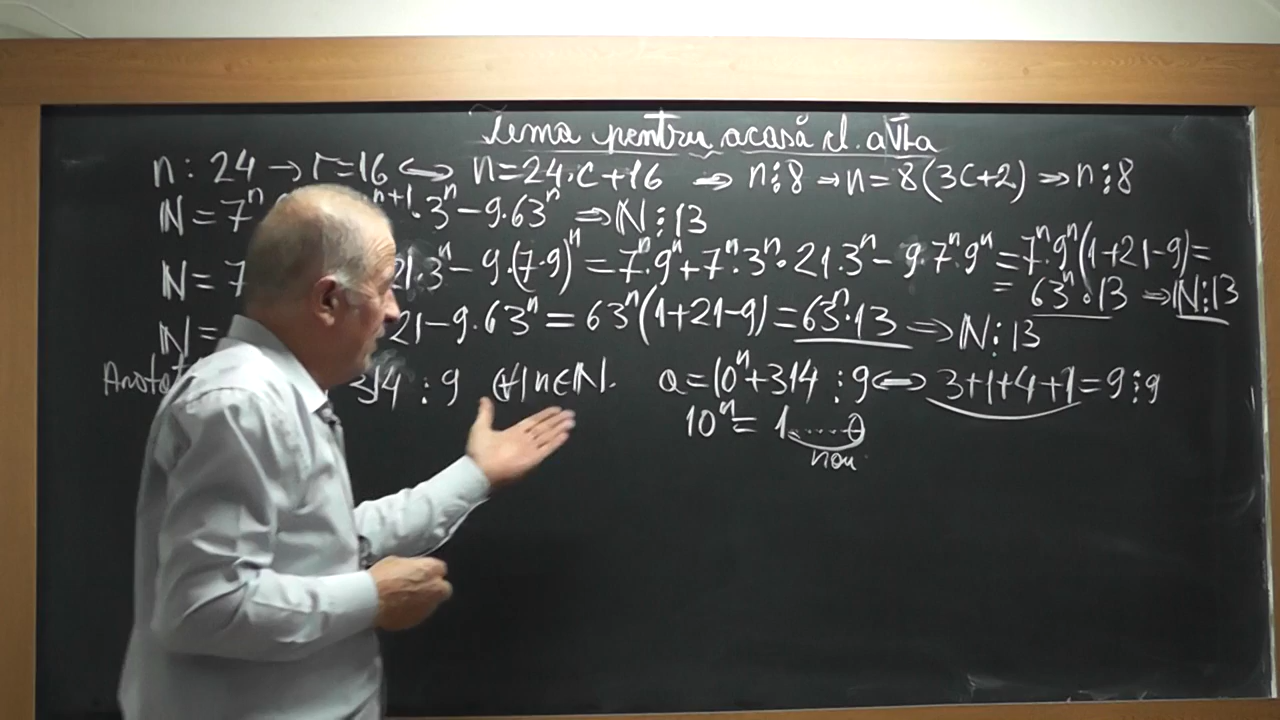 Tema pentru acasă cl. a VI-a
n : 24 → r=16 ⟺ n=24·c+16 ⇒ n⋮8 ⇒ n=8(3c+2) ⇒ n⋮8
N = 7ⁿ ⁿ⁺¹·3ⁿ − 9·63ⁿ ⇒ N⋮13
N = 7 21·3ⁿ − 9·(7·9)ⁿ = 7ⁿ·9ⁿ + 7ⁿ·3ⁿ·21·3ⁿ − 9·7ⁿ·9ⁿ = 7ⁿ·9ⁿ(1+21−9) =
= 63ⁿ·13 ⇒ N⋮13
N = 21 − 9·63ⁿ = 63ⁿ(1+21−9) = 63ⁿ·13 ⇒ N⋮13
314 ⋮ 9 (∀) n∈N. a = 10ⁿ+314 ⋮ 9 ⟺ 3+1+4+1 = 9 ⋮ 9
10ⁿ = 1....0